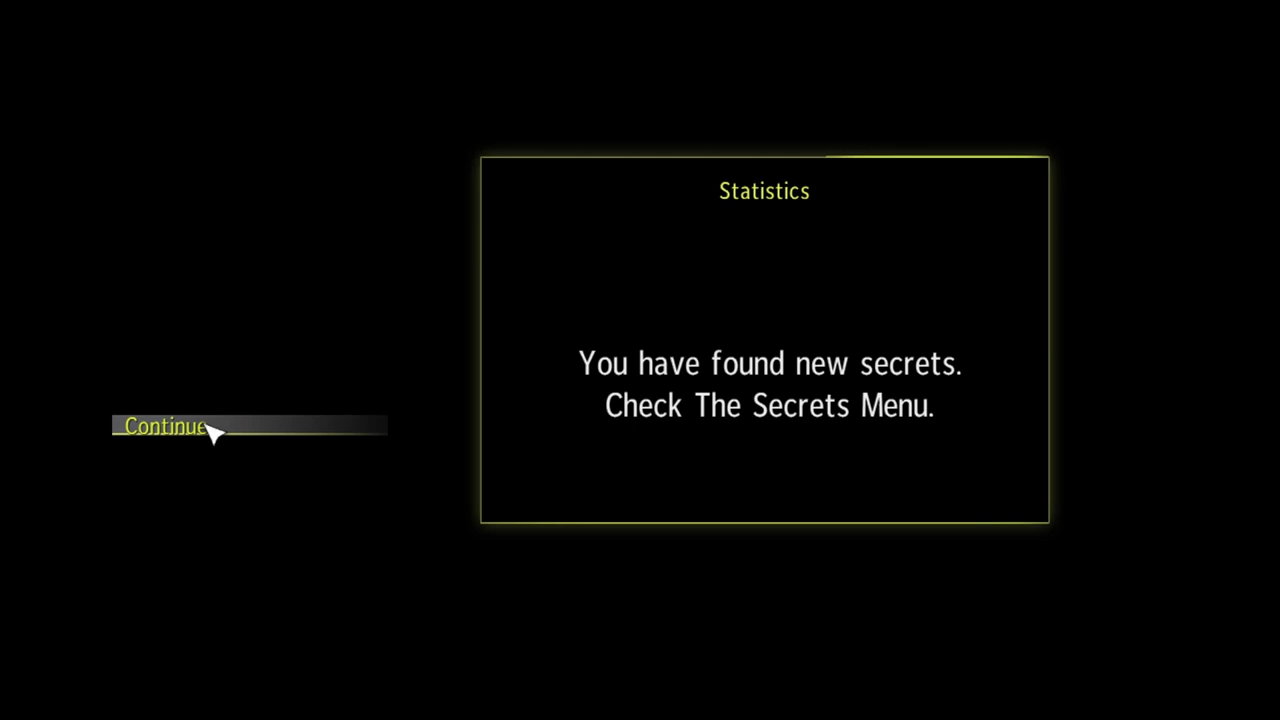 Statistics
You have found new secrets.
Check The Secrets Menu.
Continue